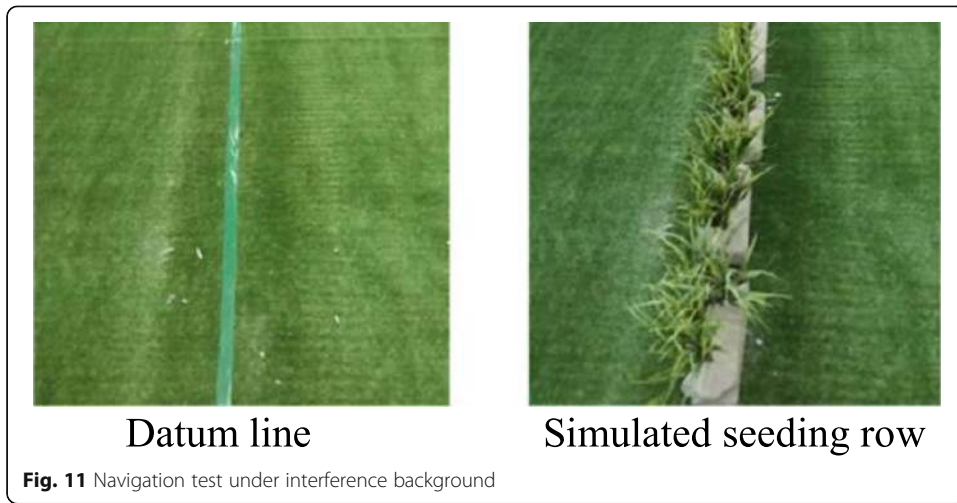 Datum line
Simulated seeding row
Fig. 11 Navigation test under interference background